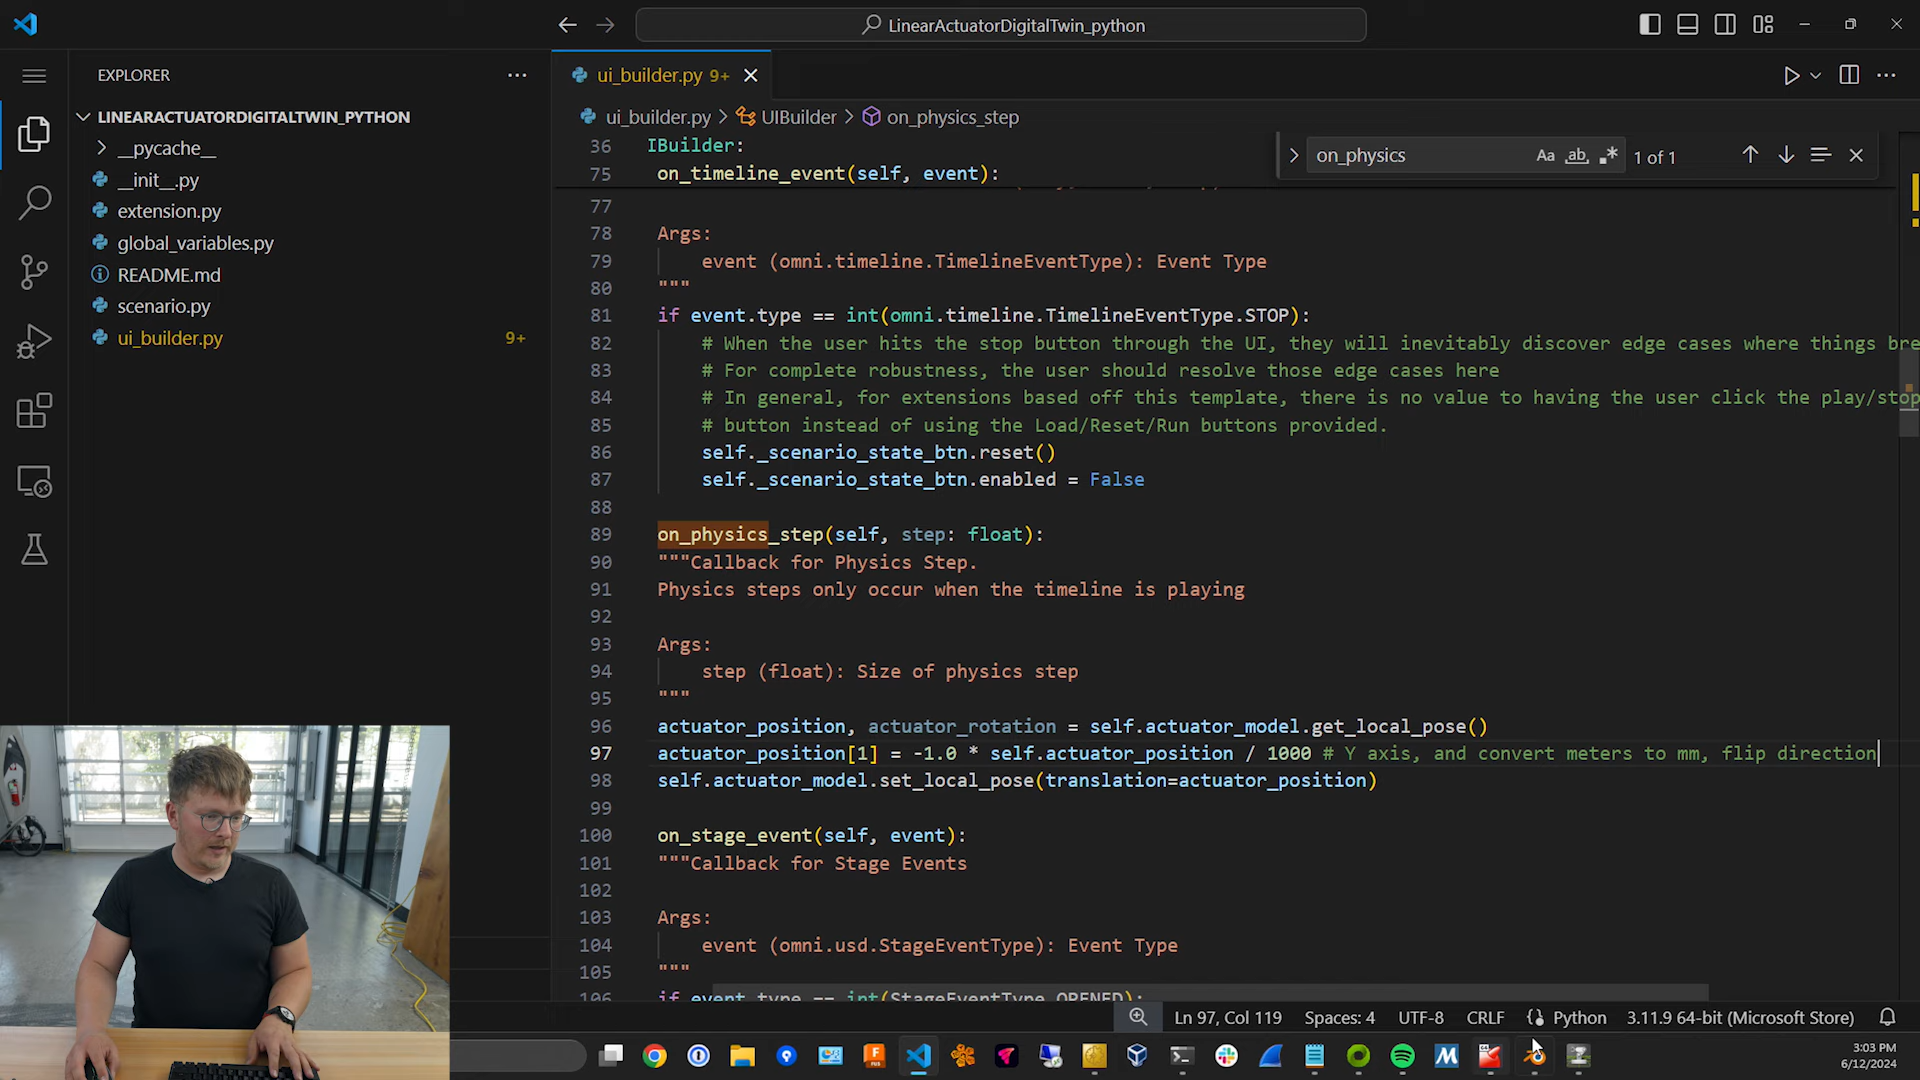 LinearActuatorDigitalTwin_python
EXPLORER
ui_builder.py 9+
LINEARACTUATORDIGITALTWIN_PYTHON
__pycache__
__init__.py
extension.py
global_variables.py
README.md
scenario.py
ui_builder.py 9+
ui_builder.py > UIBuilder > on_physics_step
on_physics Aa ab 1 of 1
36 IBuilder:
75 on_timeline_event(self, event):
77
78 Args:
79 event (omni.timeline.TimelineEventType): Event Type
80 """
81 if event.type == int(omni.timeline.TimelineEventType.STOP):
82 # When the user hits the stop button through the UI, they will inevitably discover edge cases where things bre
83 # For complete robustness, the user should resolve those edge cases here
84 # In general, for extensions based off this template, there is no value to having the user click the play/stop
85 # button instead of using the Load/Reset/Run buttons provided.
86 self._scenario_state_btn.reset()
87 self._scenario_state_btn.enabled = False
88
89 on_physics_step(self, step: float):
90 """Callback for Physics Step.
91 Physics steps only occur when the timeline is playing
92
93 Args:
94 step (float): Size of physics step
95 """
96 actuator_position, actuator_rotation = self.actuator_model.get_local_pose()
97 actuator_position[1] = -1.0 * self.actuator_position / 1000 # Y axis, and convert meters to mm, flip direction
98 self.actuator_model.set_local_pose(translation=actuator_position)
99
100 on_stage_event(self, event):
101 """Callback for Stage Events
102
103 Args:
104 event (omni.usd.StageEventType): Event Type
105 """
106 if event.type == int(StageEventType.OPENED):
Ln 97, Col 119 Spaces: 4 UTF-8 CRLF Python 3.11.9 64-bit (Microsoft Store)
3:03 PM
6/12/2024